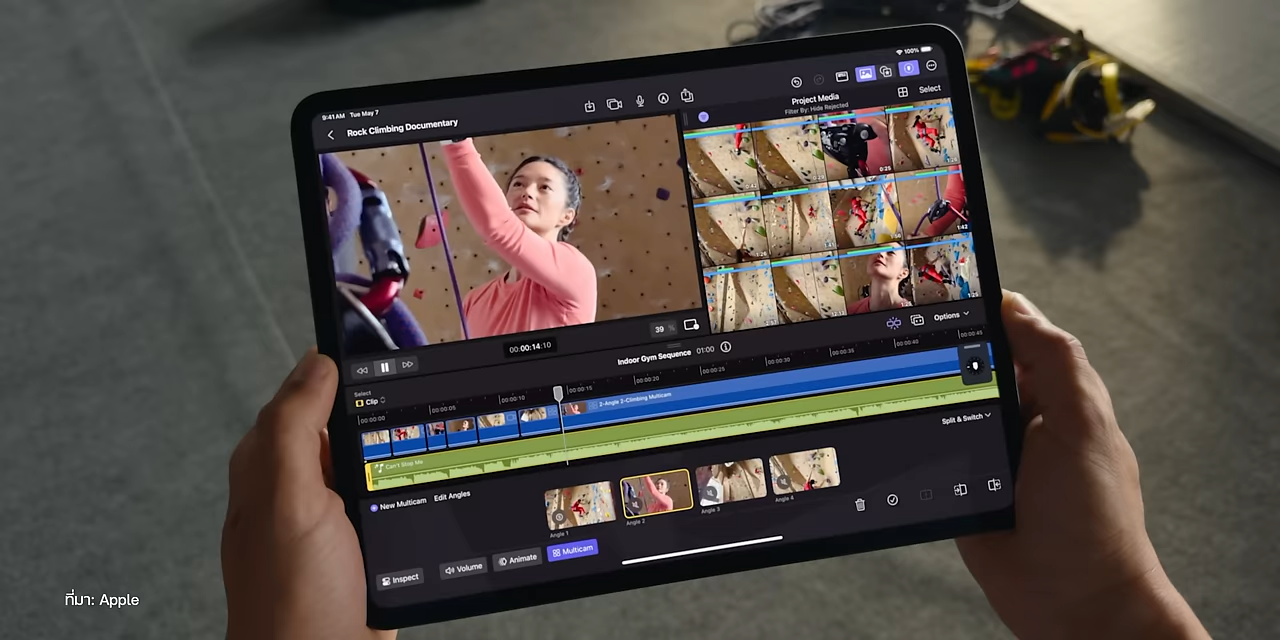 9:41 AM Tue May 7
100%
Rock Climbing Documentary
Project Media
Filter By: Hide Rejected
Select
0:25
1:42
39 %
00:00:14:10
Indoor Gym Sequence 01:00
Options
Select
Clip
00:00:00
00:00:05
00:00:10
00:00:15
00:00:20
00:00:25
00:00:30
00:00:35
00:00:40
00:00:45
2-Angle 2-Climbing Multicam
Can't Stop Me
Split & Switch
New Multicam Edit Angles
Angle 1
Angle 2
Angle 3
Angle 4
Inspect
Volume
Animate
Multicam
ที่มา: Apple